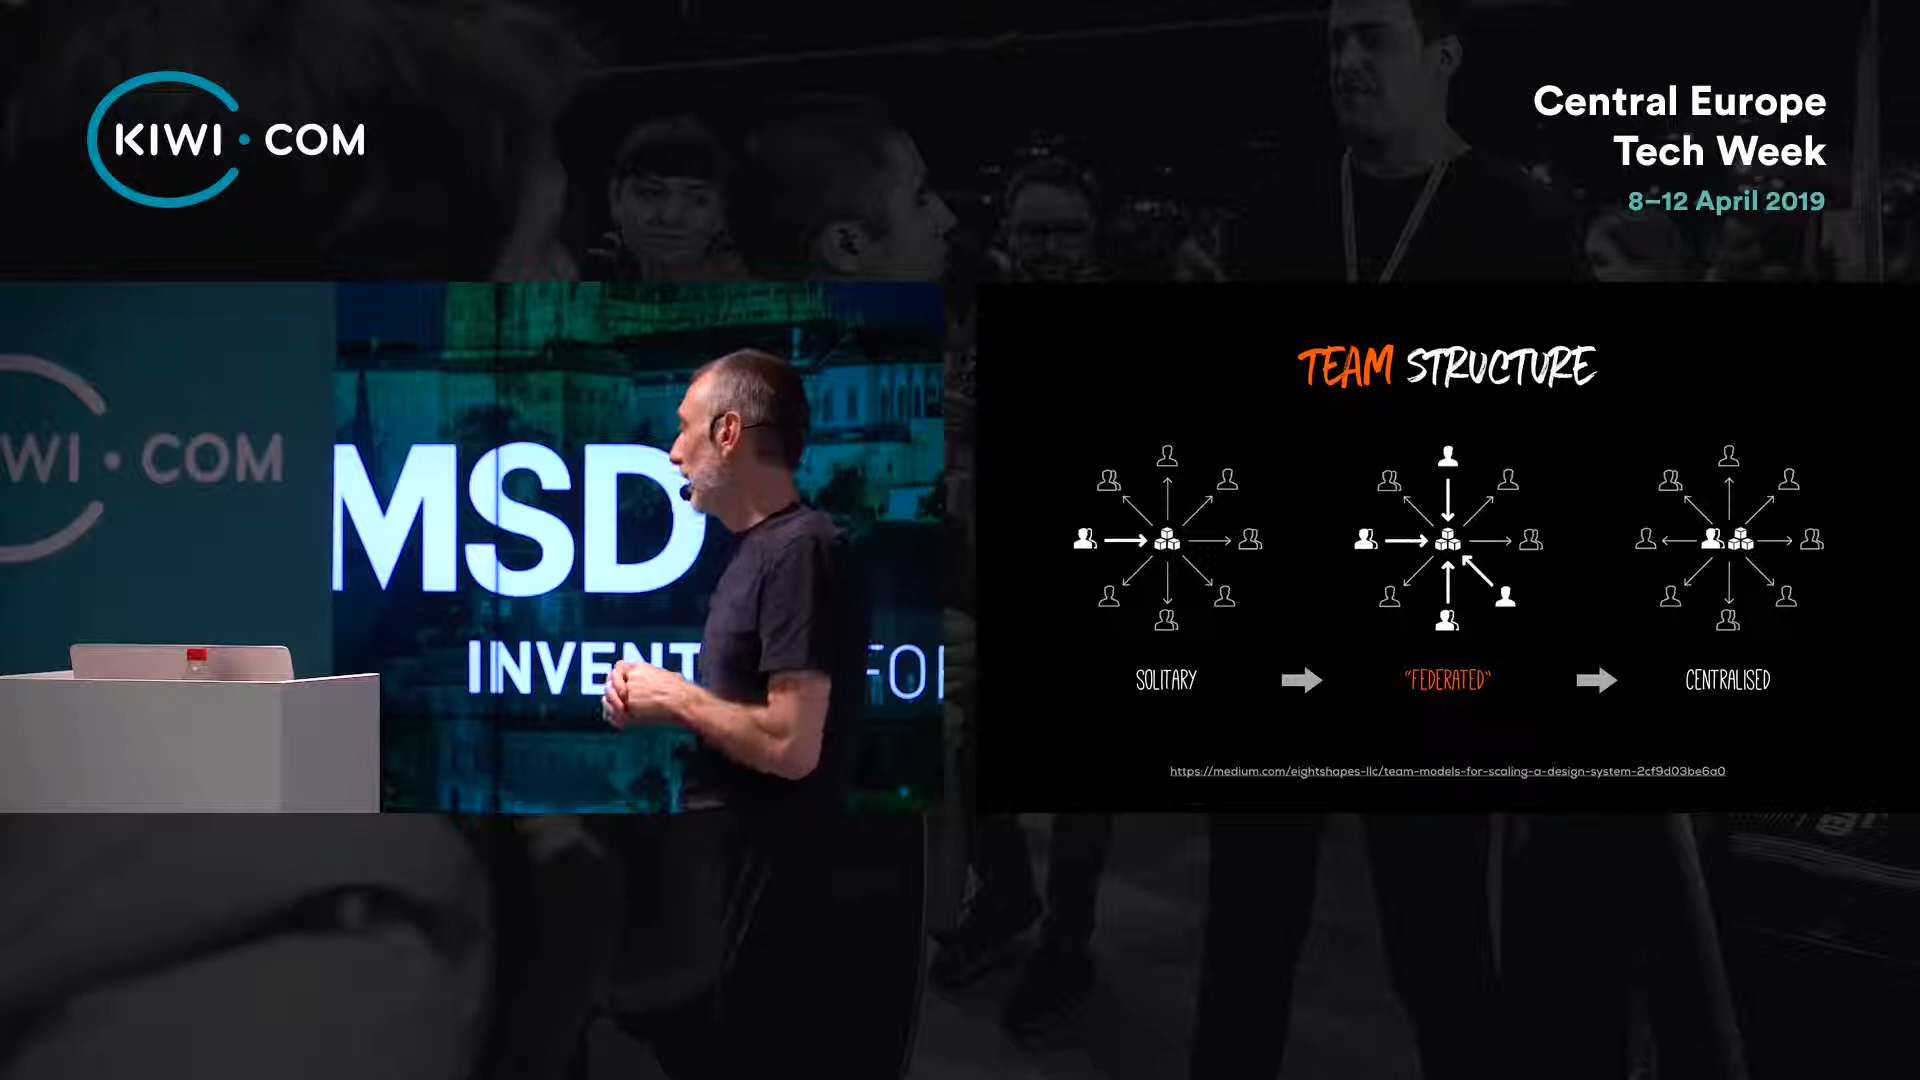 KIWI·COM
Central Europe
Tech Week
8–12 April 2019
WI·COM
MSD
INVENT
FOR
TEAM STRUCTURE
SOLITARY
"FEDERATED"
CENTRALISED
https://medium.com/eightshapes-llc/team-models-for-scaling-a-design-system-2cf9d03be6a0